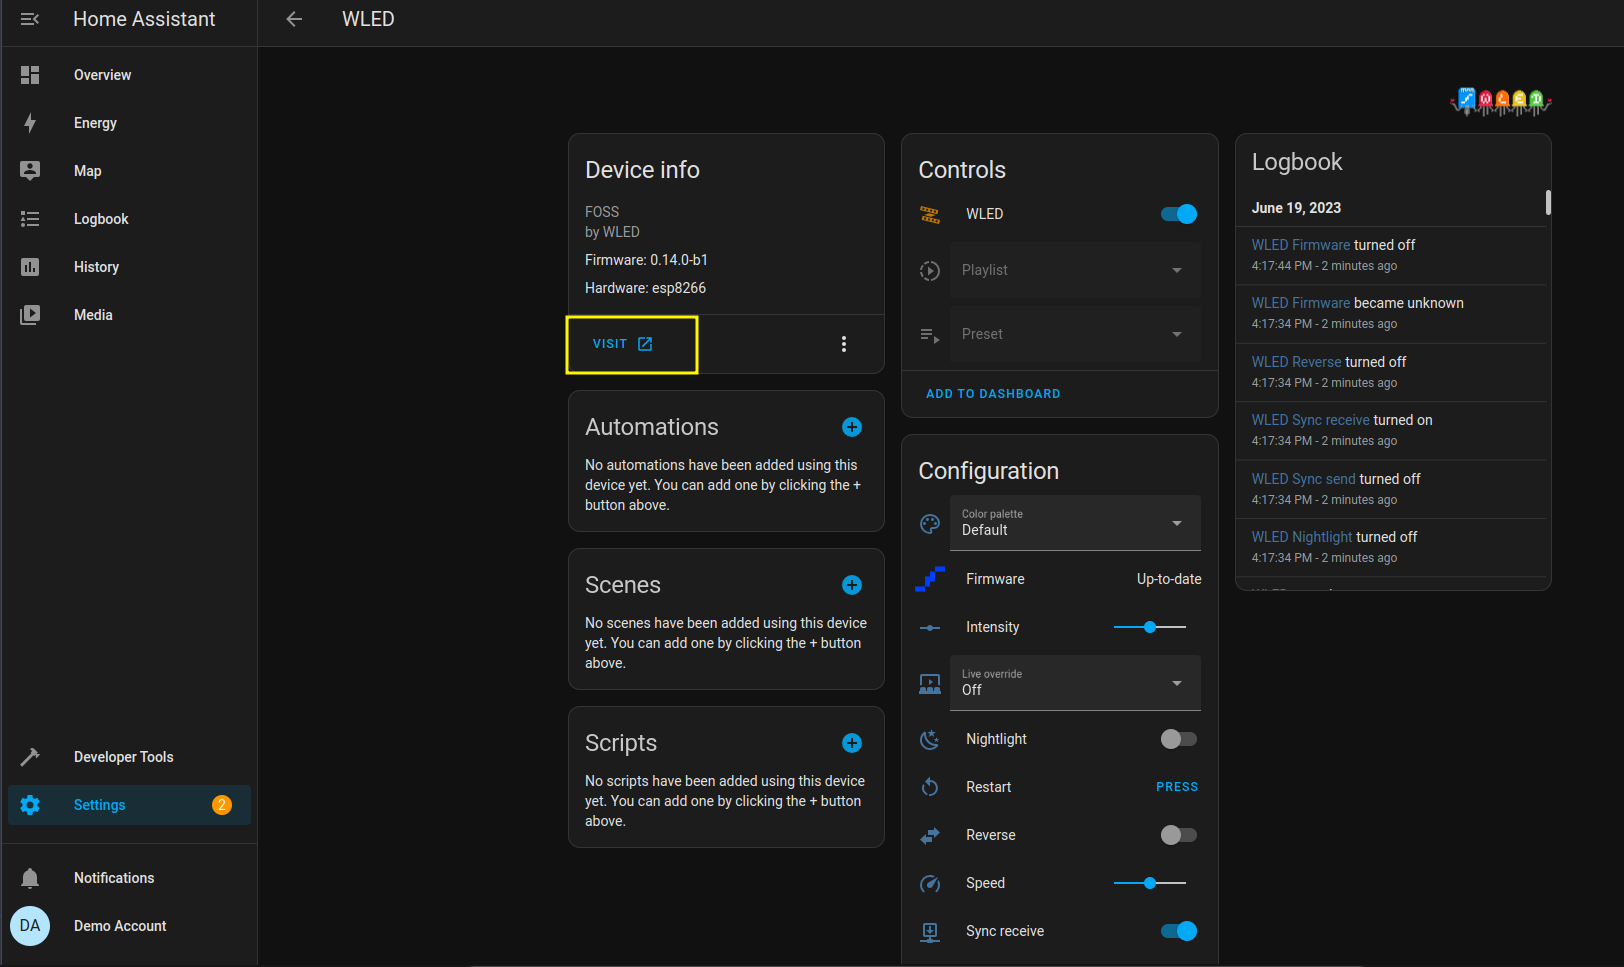 Home Assistant
WLED
Overview
Energy
Map
Logbook
History
Media
Developer Tools
Settings
2
Notifications
DA
Demo Account
Device info
FOSS
by WLED
Firmware: 0.14.0-b1
Hardware: esp8266
VISIT
Automations
No automations have been added using this
device yet. You can add one by clicking the +
button above.
Scenes
No scenes have been added using this device
yet. You can add one by clicking the + button
above.
Scripts
No scripts have been added using this device
yet. You can add one by clicking the + button
above.
Controls
WLED
Playlist
Preset
ADD TO DASHBOARD
Configuration
Color palette
Default
Firmware Up-to-date
Intensity
Live override
Off
Nightlight
Restart PRESS
Reverse
Speed
Sync receive
WLED
Logbook
June 19, 2023
WLED Firmware turned off
4:17:44 PM - 2 minutes ago
WLED Firmware became unknown
4:17:34 PM - 2 minutes ago
WLED Reverse turned off
4:17:34 PM - 2 minutes ago
WLED Sync receive turned on
4:17:34 PM - 2 minutes ago
WLED Sync send turned off
4:17:34 PM - 2 minutes ago
WLED Nightlight turned off
4:17:34 PM - 2 minutes ago